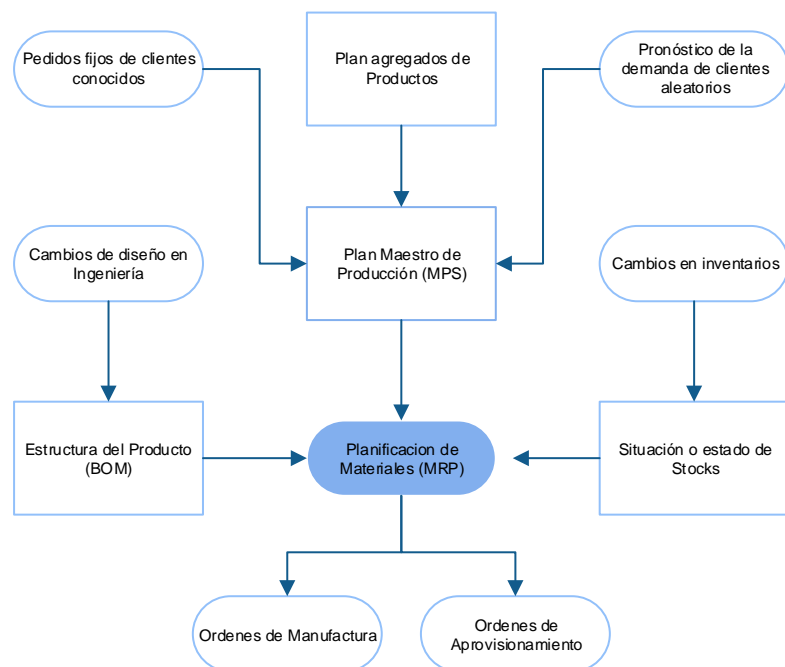 Pedidos fijos de clientes
conocidos
Plan agregados de
Productos
Pronóstico de la
demanda de clientes
aleatorios
Cambios de diseño en
Ingeniería
Plan Maestro de
Producción (MPS)
Cambios en inventarios
Estructura del Producto
(BOM)
Planificacion de
Materiales (MRP)
Situación o estado de
Stocks
Ordenes de Manufactura
Ordenes de
Aprovisionamiento